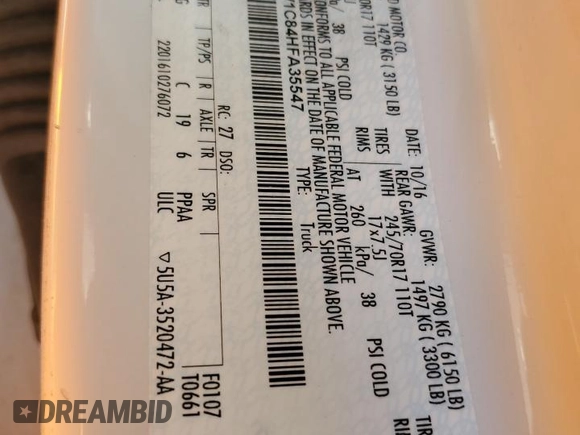 D MOTOR CO.
DATE: 10/16
GVWR: 2790 KG ( 6150 LB)
1429 KG ( 3150 LB)
REAR GAWR: 1497 KG ( 3300 LB)
TIRES
WITH 245/70R17 110T
0R17 110T
RIMS
17x7.5J
38 PSI COLD
AT 260 kPa/ 38 PSI COLD
CONFORMS TO ALL APPLICABLE FEDERAL MOTOR VEHICLE
RDS IN EFFECT ON THE DATE OF MANUFACTURE SHOWN ABOVE.
1C84HFA35547
TYPE: Truck
F0107
T0661
RC: 27 DSO:
TR TP/PS R AXLE TR SPR
G C 19 6 PPAA
2201610276072 ULC
▽5U5A-3520472-AA
DREAMBID